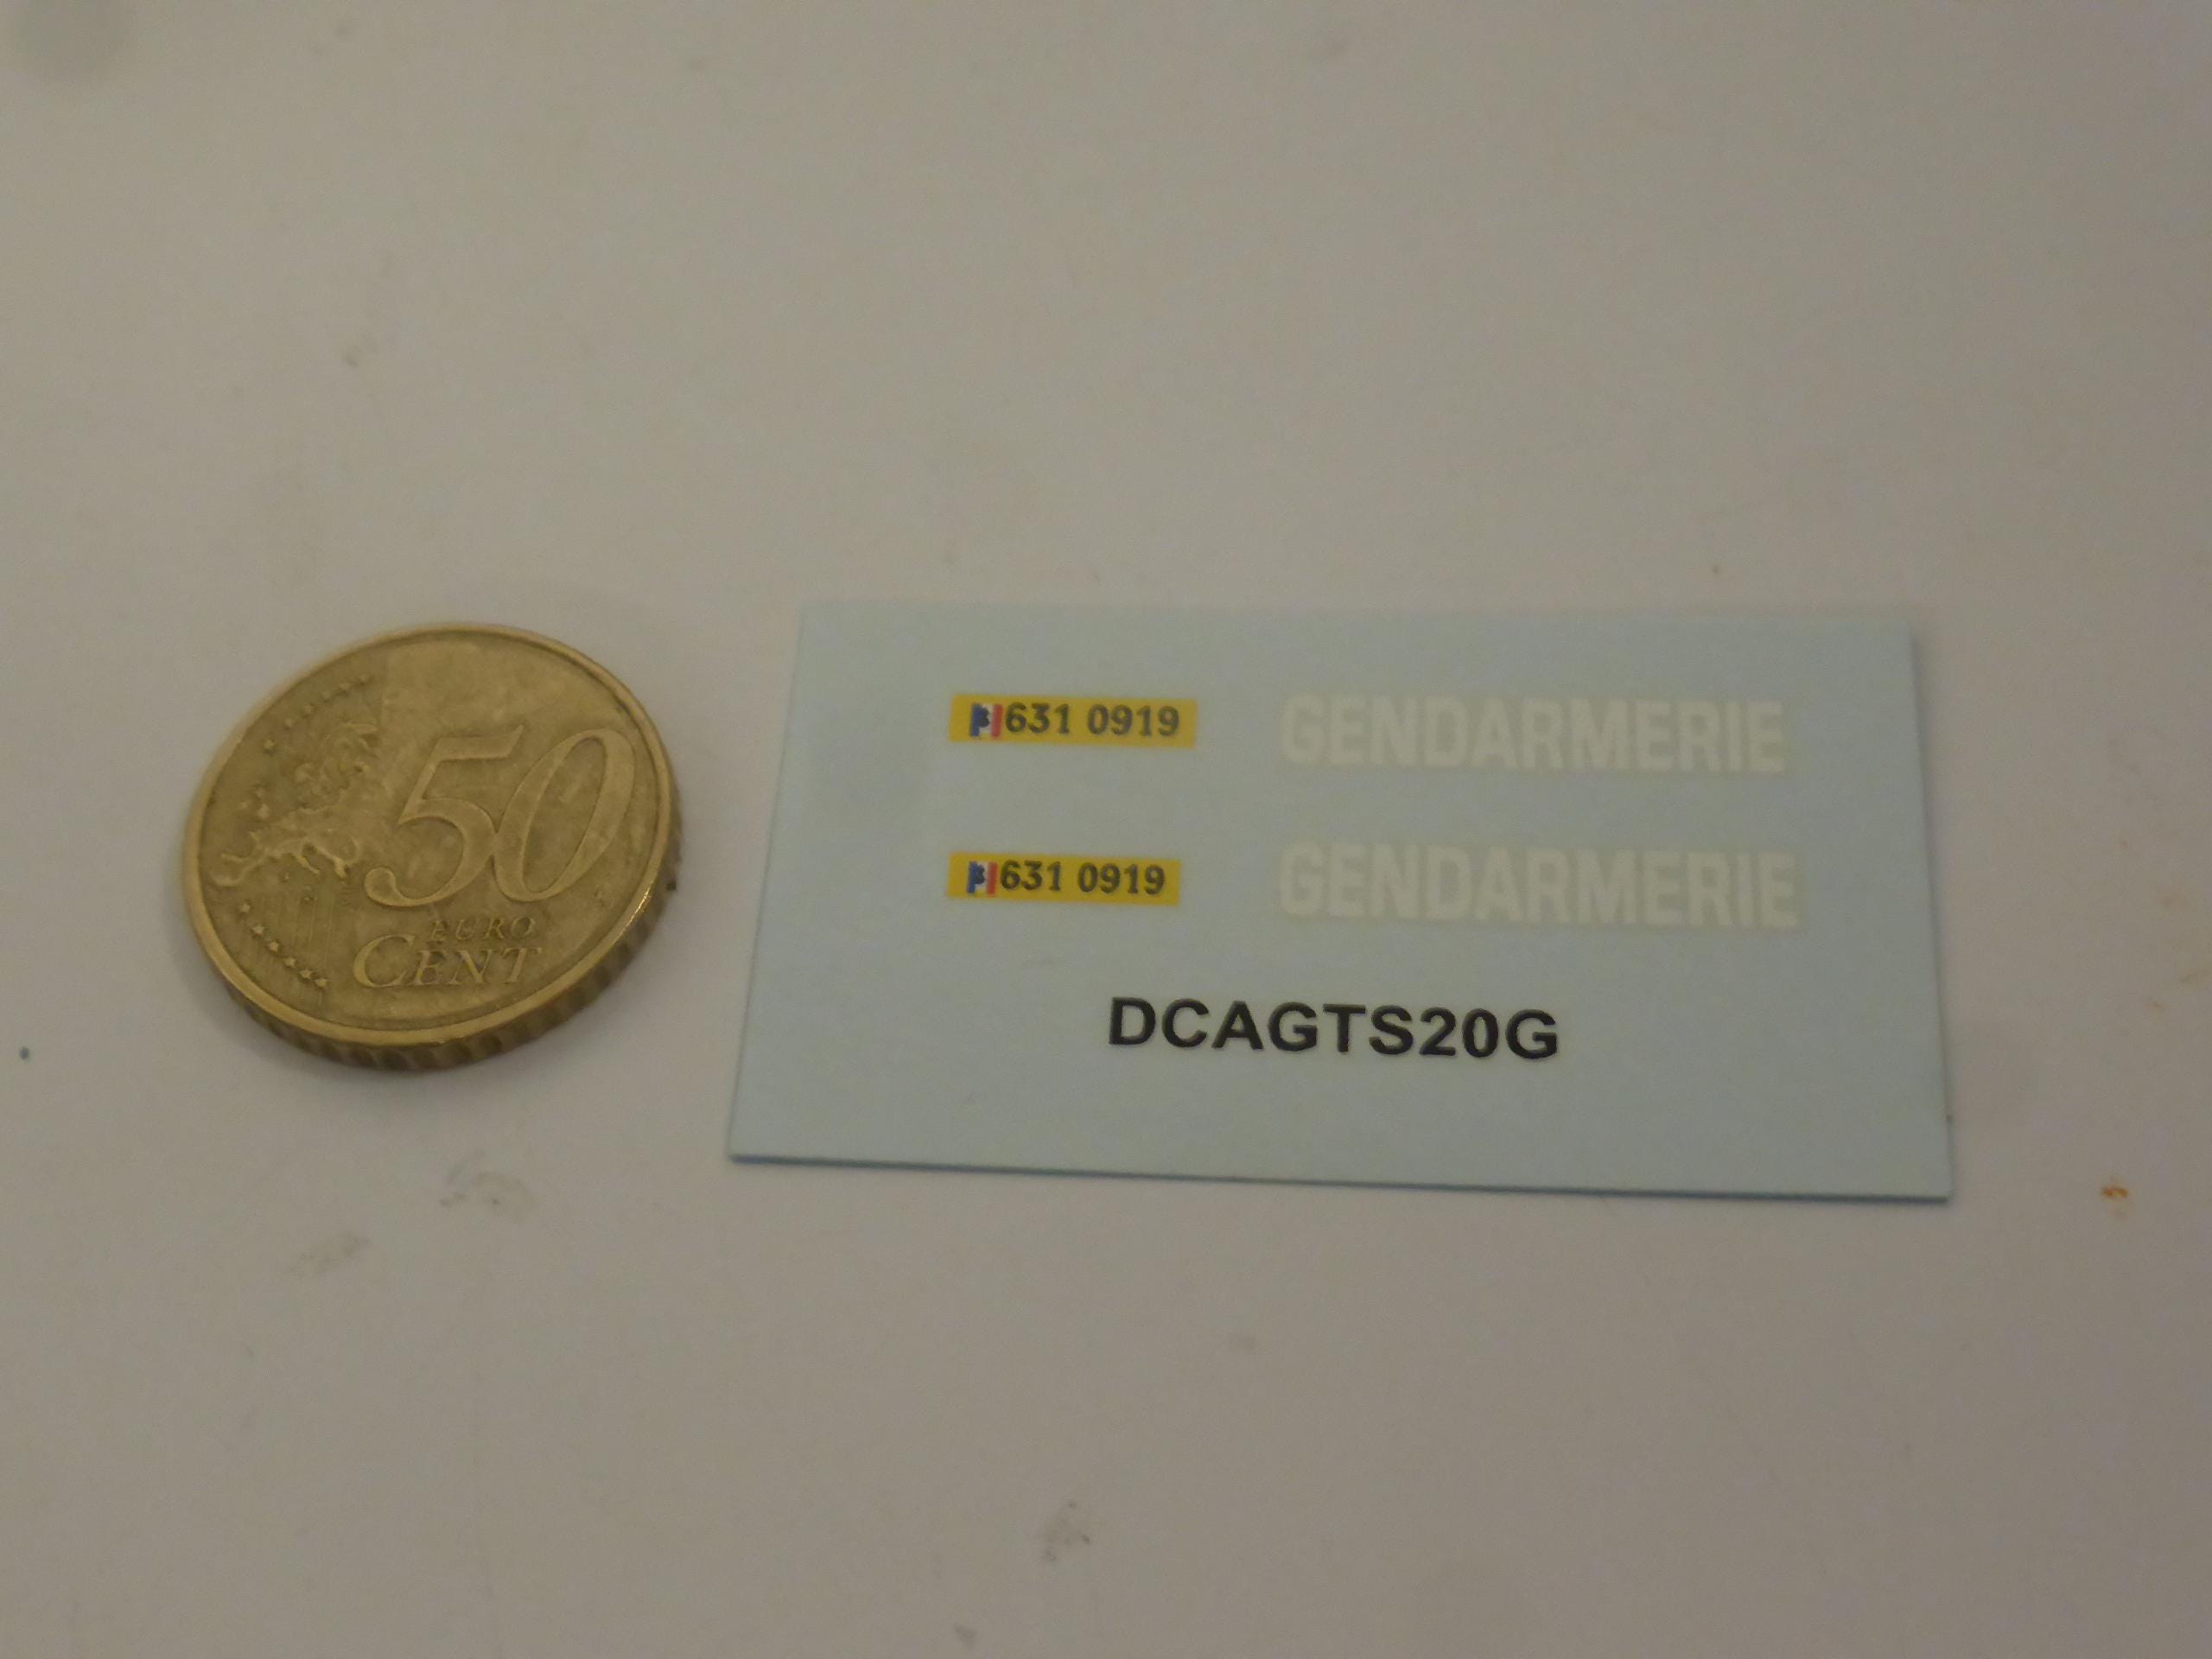 50
EURO
CENT
631 0919
GENDARMERIE
631 0919
GENDARMERIE
DCAGTS20G